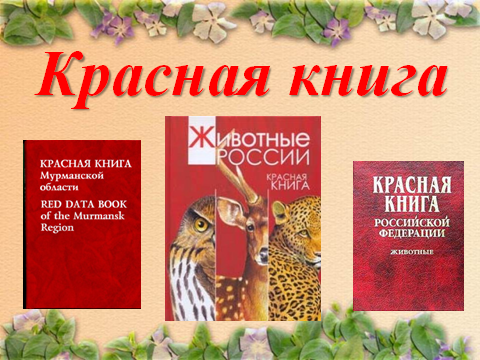 Красная книга
КРАСНАЯ КНИГА
Мурманской
области
RED DATA BOOK
of the Murmansk
Region
Животные
РОССИИ
КРАСНАЯ
КНИГА
КРАСНАЯ
КНИГА
РОССИЙСКОЙ
ФЕДЕРАЦИИ
ЖИВОТНЫЕ